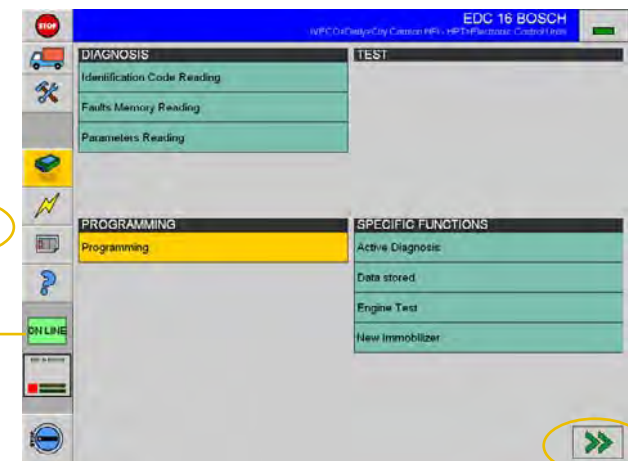 STOP
EDC 16 BOSCH
IVECO»Daily»City Camion HPI - HPT»Electronic Control Units
DIAGNOSIS
TEST
Identification Code Reading
Faults Memory Reading
Parameters Reading
PROGRAMMING
SPECIFIC FUNCTIONS
Programming
Active Diagnosis
Data stored
Engine Test
New Immobilizer
ON LINE